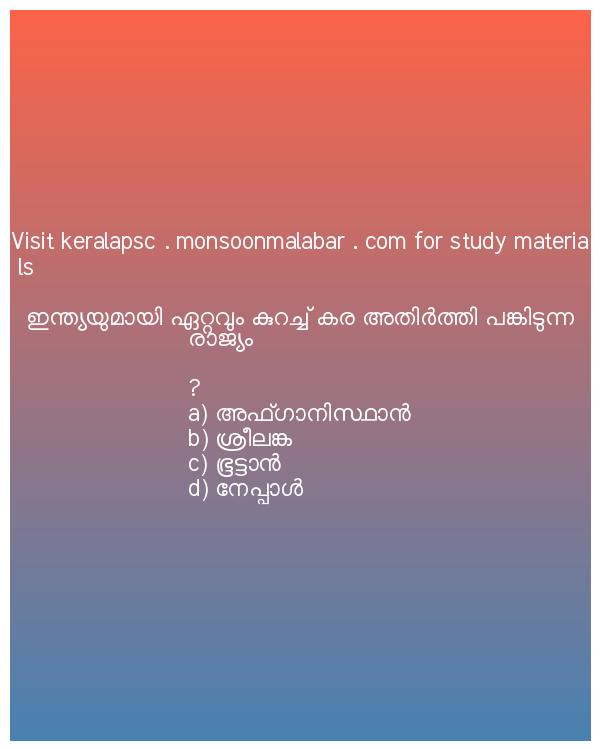 Visit keralapsc . monsoonmalabar . com for study materia
ls
ഇന്ത്യയുമായി ഏറ്റവും കുറച്ച് കര അതിർത്തി പങ്കിടുന്ന
രാജ്യം
?
a) അഫ്ഗാനിസ്ഥാൻ
b) ശ്രീലങ്ക
c) ഭൂട്ടാൻ
d) നേപ്പാൾ